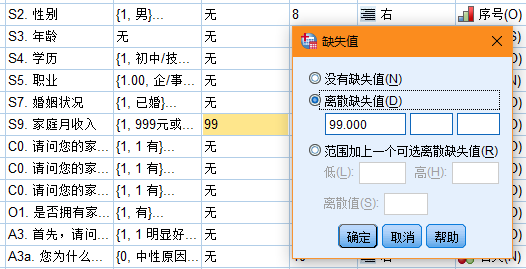 S2. 性别 {1, 男}... 无 8 右 序号(O)
S3. 年龄 无 无
S4. 学历 {1, 初中/技... 无
S5. 职业 {1.00, 企/事... 无
S7. 婚姻状况 {1, 已婚}... 无
S9. 家庭月收入 {1, 999元或... 99
C0. 请问您的家... {1, 1 有}... 无
C0. 请问您的家... {1, 1 有}... 无
C0. 请问您的家... {1, 1 有}... 无
O1. 是否拥有家... {1, 有}... 无
A3. 首先，请问... {1, 1 明显好... 无
A3a. 您为什么... {0, 中性原因... 无
缺失值
没有缺失值(N)
离散缺失值(D)
99.000
范围加上一个可选离散缺失值(R)
低(L): 高(H):
离散值(S):
确定 取消 帮助